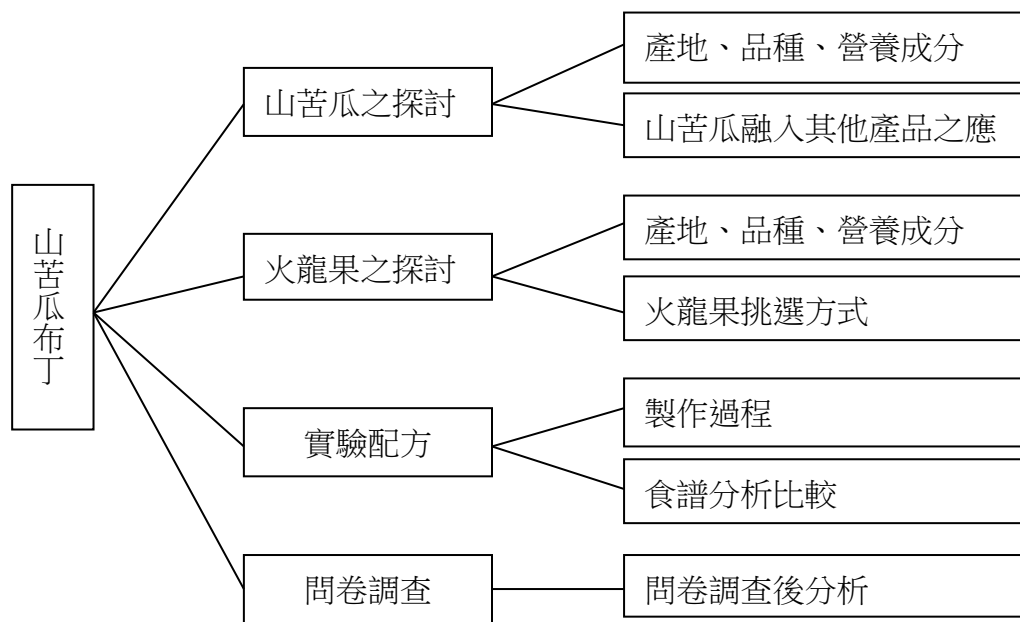 山苦瓜布丁
山苦瓜之探討
產地、品種、營養成分
山苦瓜融入其他產品之應
火龍果之探討
產地、品種、營養成分
火龍果挑選方式
實驗配方
製作過程
食譜分析比較
問卷調查
問卷調查後分析